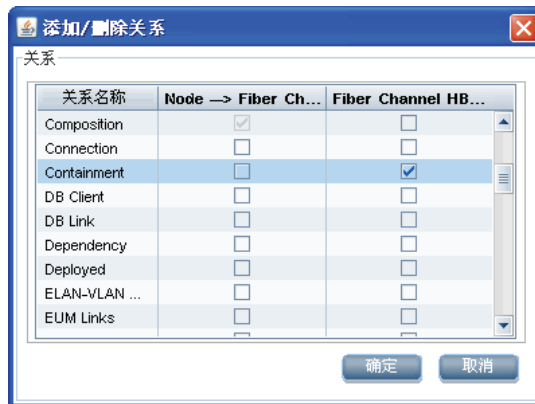 添加/删除关系
关系
关系名称 Node —> Fiber Ch... Fiber Channel HB...
Composition
Connection
Containment
DB Client
DB Link
Dependency
Deployed
ELAN-VLAN ...
EUM Links
确定 取消